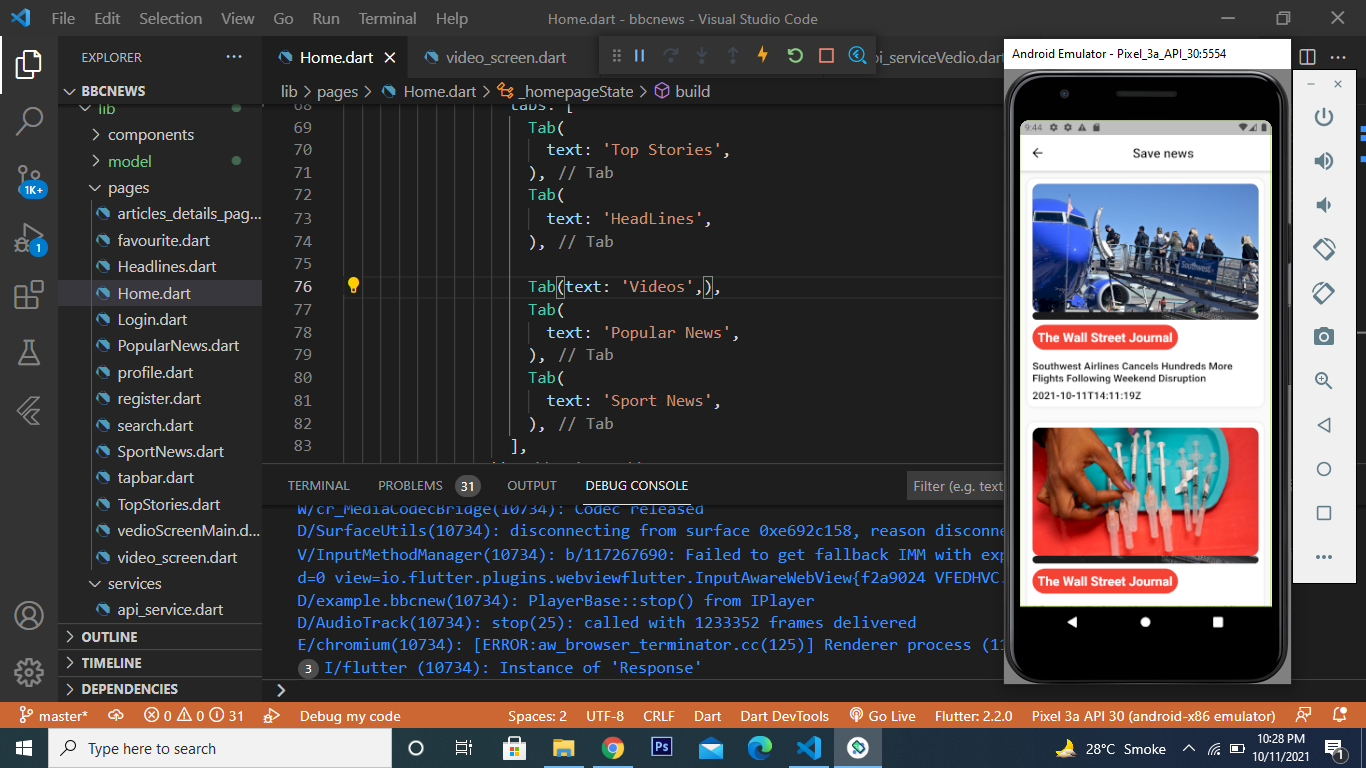 File Edit Selection View Go Run Terminal Help
Home.dart - bbcnews - Visual Studio Code
EXPLORER
BBCNEWS
lib
components
model
pages
articles_details_pag...
favourite.dart
Headlines.dart
Home.dart
Login.dart
PopularNews.dart
profile.dart
register.dart
search.dart
SportNews.dart
tapbar.dart
TopStories.dart
vedioScreenMain.d...
video_screen.dart
services
api_service.dart
OUTLINE
TIMELINE
DEPENDENCIES
1K+
1
Home.dart
video_screen.dart
pi_serviceVedio.dart
lib > pages > Home.dart > _homepageState > build
68 tabs: [
69 Tab(
70 text: 'Top Stories',
71 ), // Tab
72 Tab(
73 text: 'HeadLines',
74 ), // Tab
75
76 Tab(text: 'Videos',),
77 Tab(
78 text: 'Popular News',
79 ), // Tab
80 Tab(
81 text: 'Sport News',
82 ), // Tab
83 ],
TERMINAL PROBLEMS 31 OUTPUT DEBUG CONSOLE
Filter (e.g. text
W/cr_MediaCodecBridge(10734): Codec released
D/SurfaceUtils(10734): disconnecting from surface 0xe692c158, reason disconne
V/InputMethodManager(10734): b/117267690: Failed to get fallback IMM with exp
d=0 view=io.flutter.plugins.webviewflutter.InputAwareWebView{f2a9024 VFEDHVC.
D/example.bbcnew(10734): PlayerBase::stop() from IPlayer
D/AudioTrack(10734): stop(25): called with 1233352 frames delivered
E/chromium(10734): [ERROR:aw_browser_terminator.cc(125)] Renderer process (11
3 I/flutter (10734): Instance of 'Response'
Android Emulator - Pixel_3a_API_30:5554
9:44
Save news
Southwest
The Wall Street Journal
Southwest Airlines Cancels Hundreds More
Flights Following Weekend Disruption
2021-10-11T14:11:19Z
The Wall Street Journal
master* 0 0 31 Debug my code
Spaces: 2 UTF-8 CRLF Dart Dart DevTools Go Live Flutter: 2.2.0 Pixel 3a API 30 (android-x86 emulator)
Type here to search
Ps
28°C Smoke
10:28 PM
10/11/2021
1